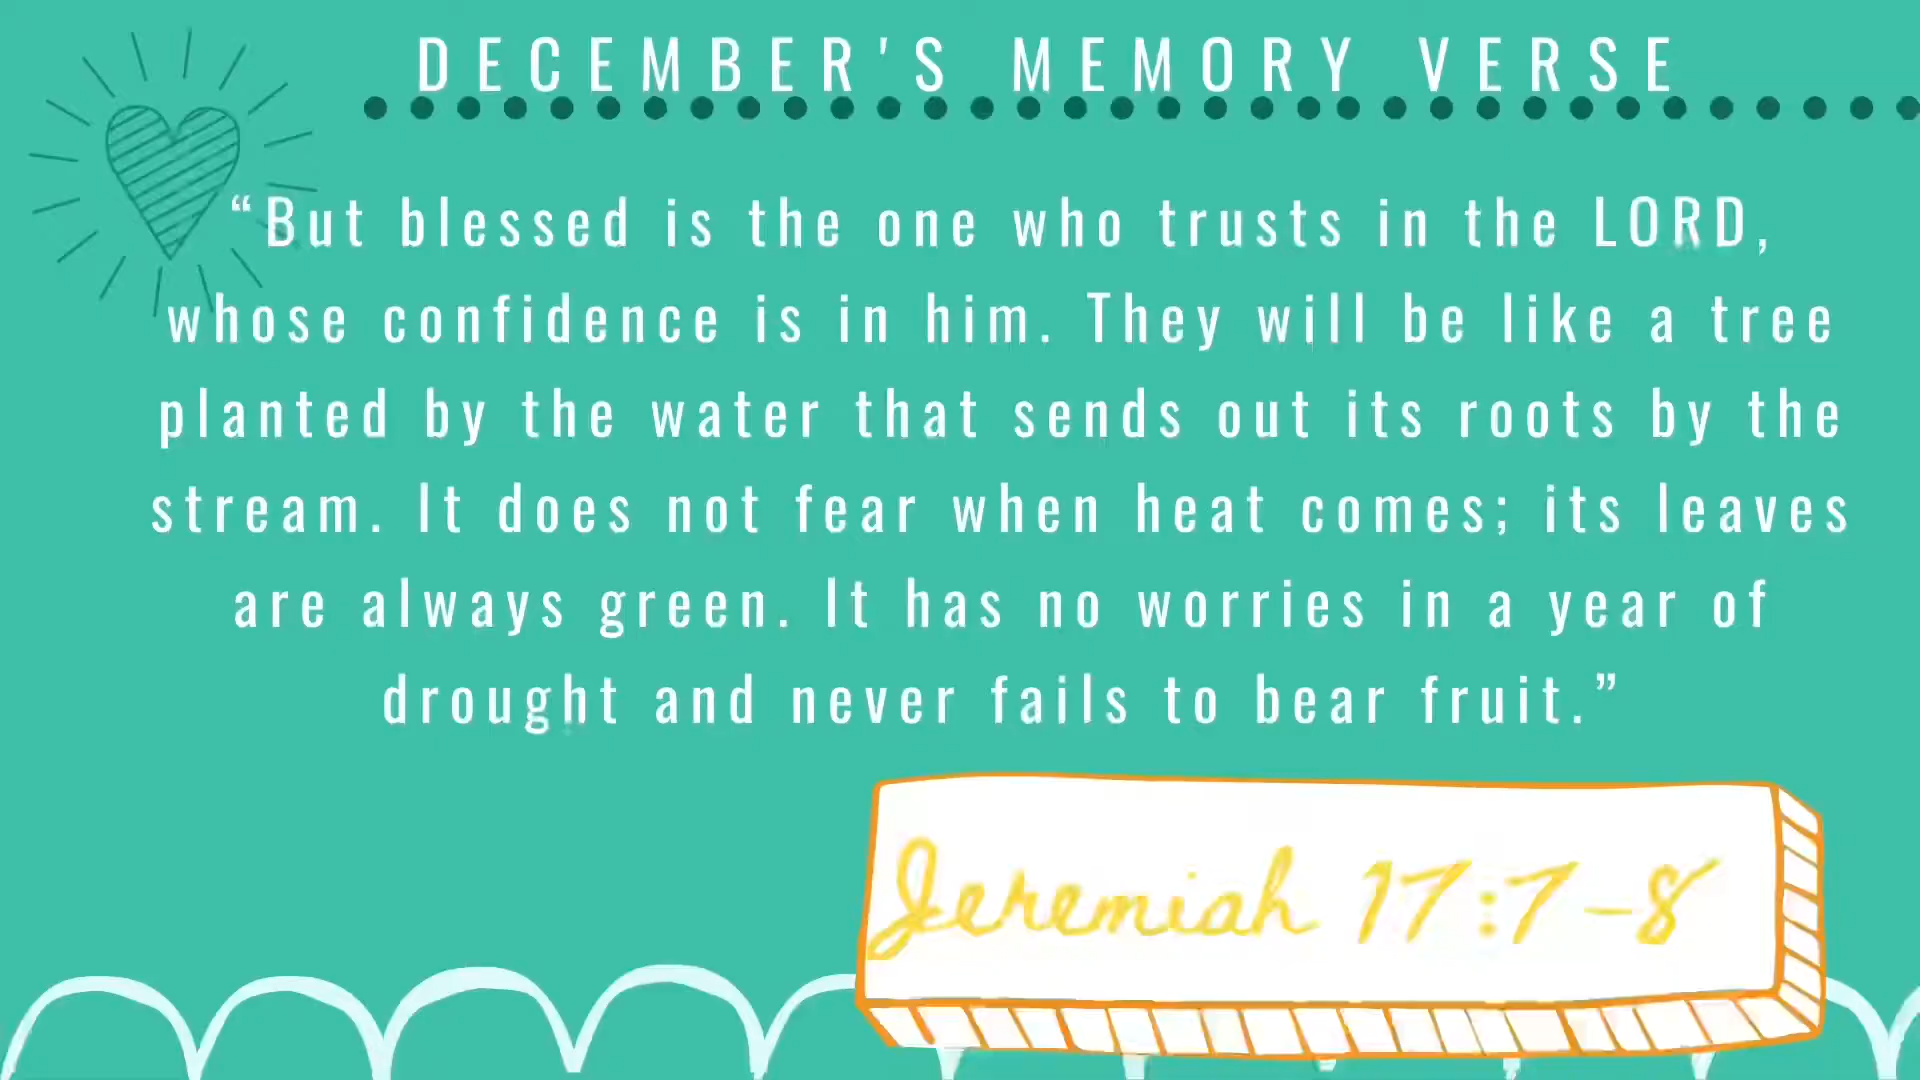 DECEMBER'S MEMORY VERSE
“But blessed is the one who trusts in the LORD,
whose confidence is in him. They will be like a tree
planted by the water that sends out its roots by the
stream. It does not fear when heat comes; its leaves
are always green. It has no worries in a year of
drought and never fails to bear fruit.”
Jeremiah 17:7-8